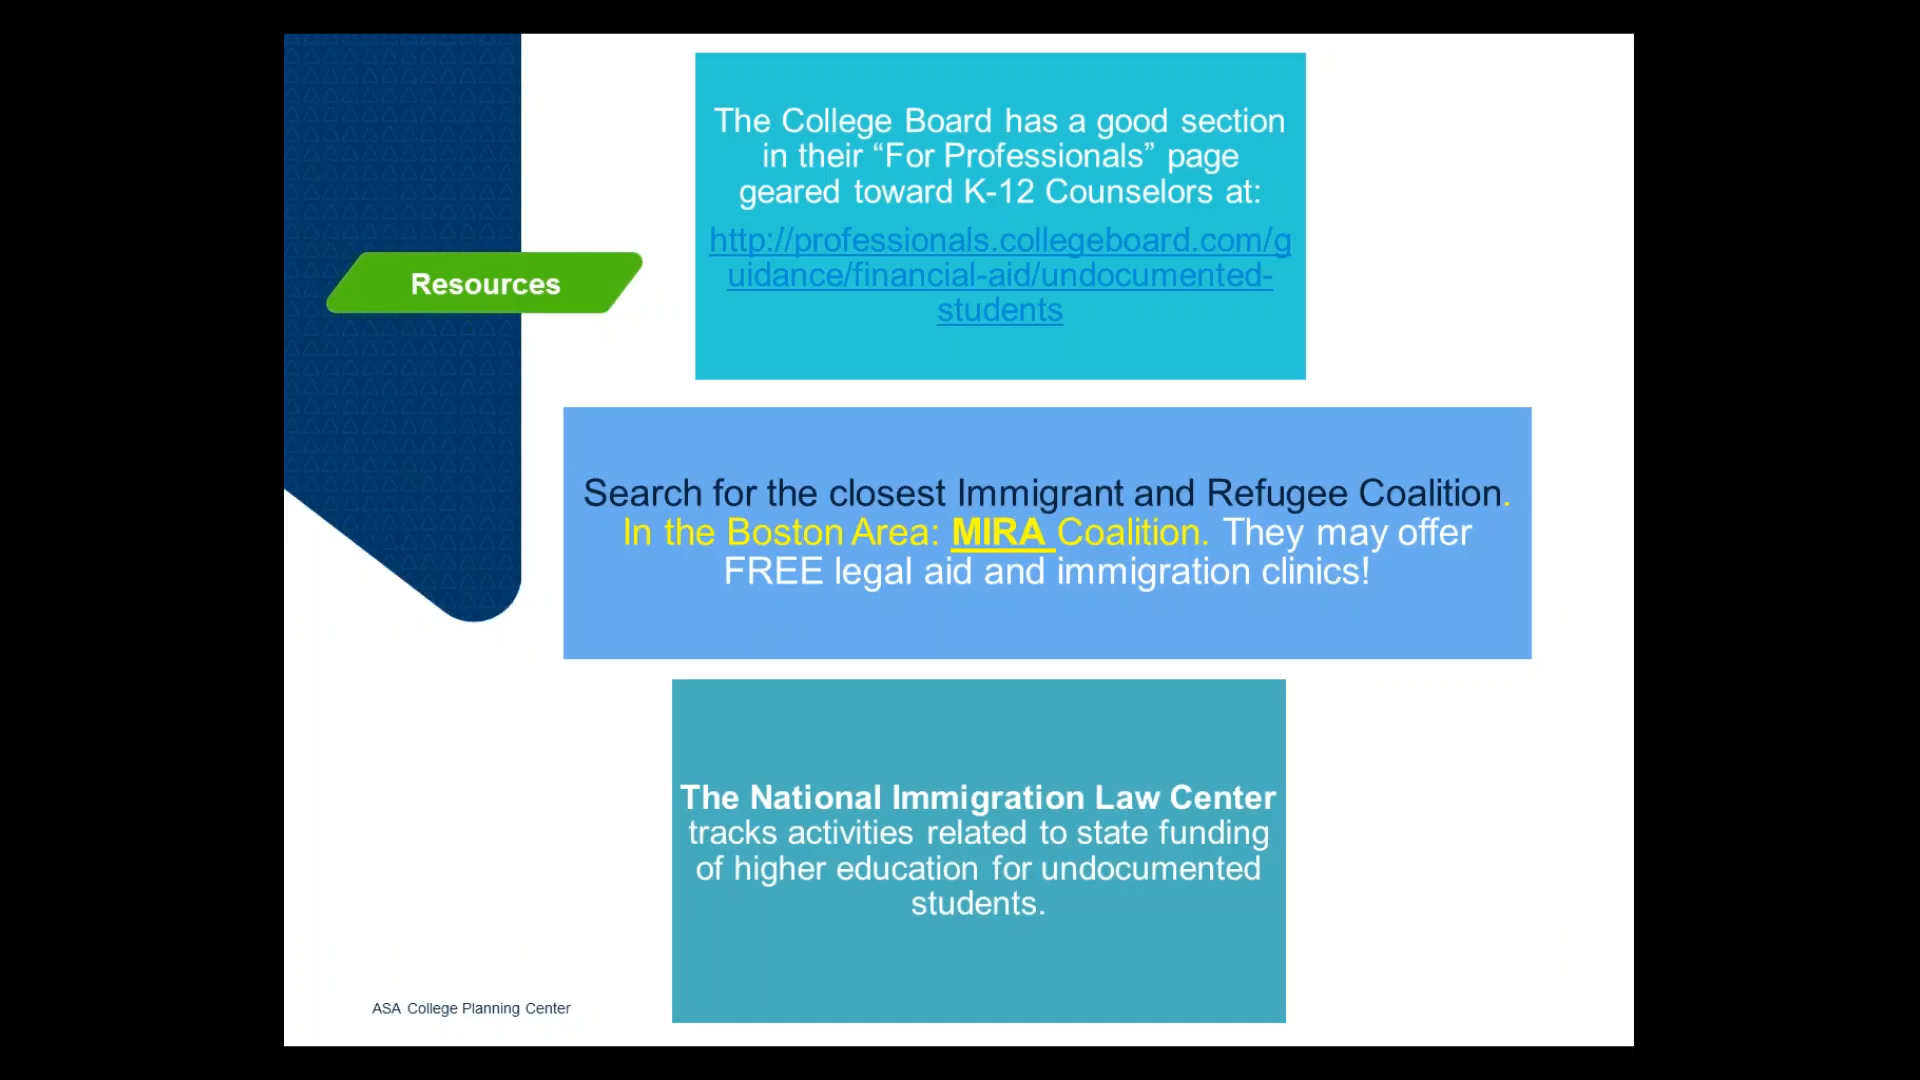 Resources
The College Board has a good section
in their “For Professionals” page
geared toward K-12 Counselors at:
http://professionals.collegeboard.com/g
uidance/financial-aid/undocumented-
students
Search for the closest Immigrant and Refugee Coalition.
In the Boston Area: MIRA Coalition. They may offer
FREE legal aid and immigration clinics!
The National Immigration Law Center
tracks activities related to state funding
of higher education for undocumented
students.
ASA College Planning Center